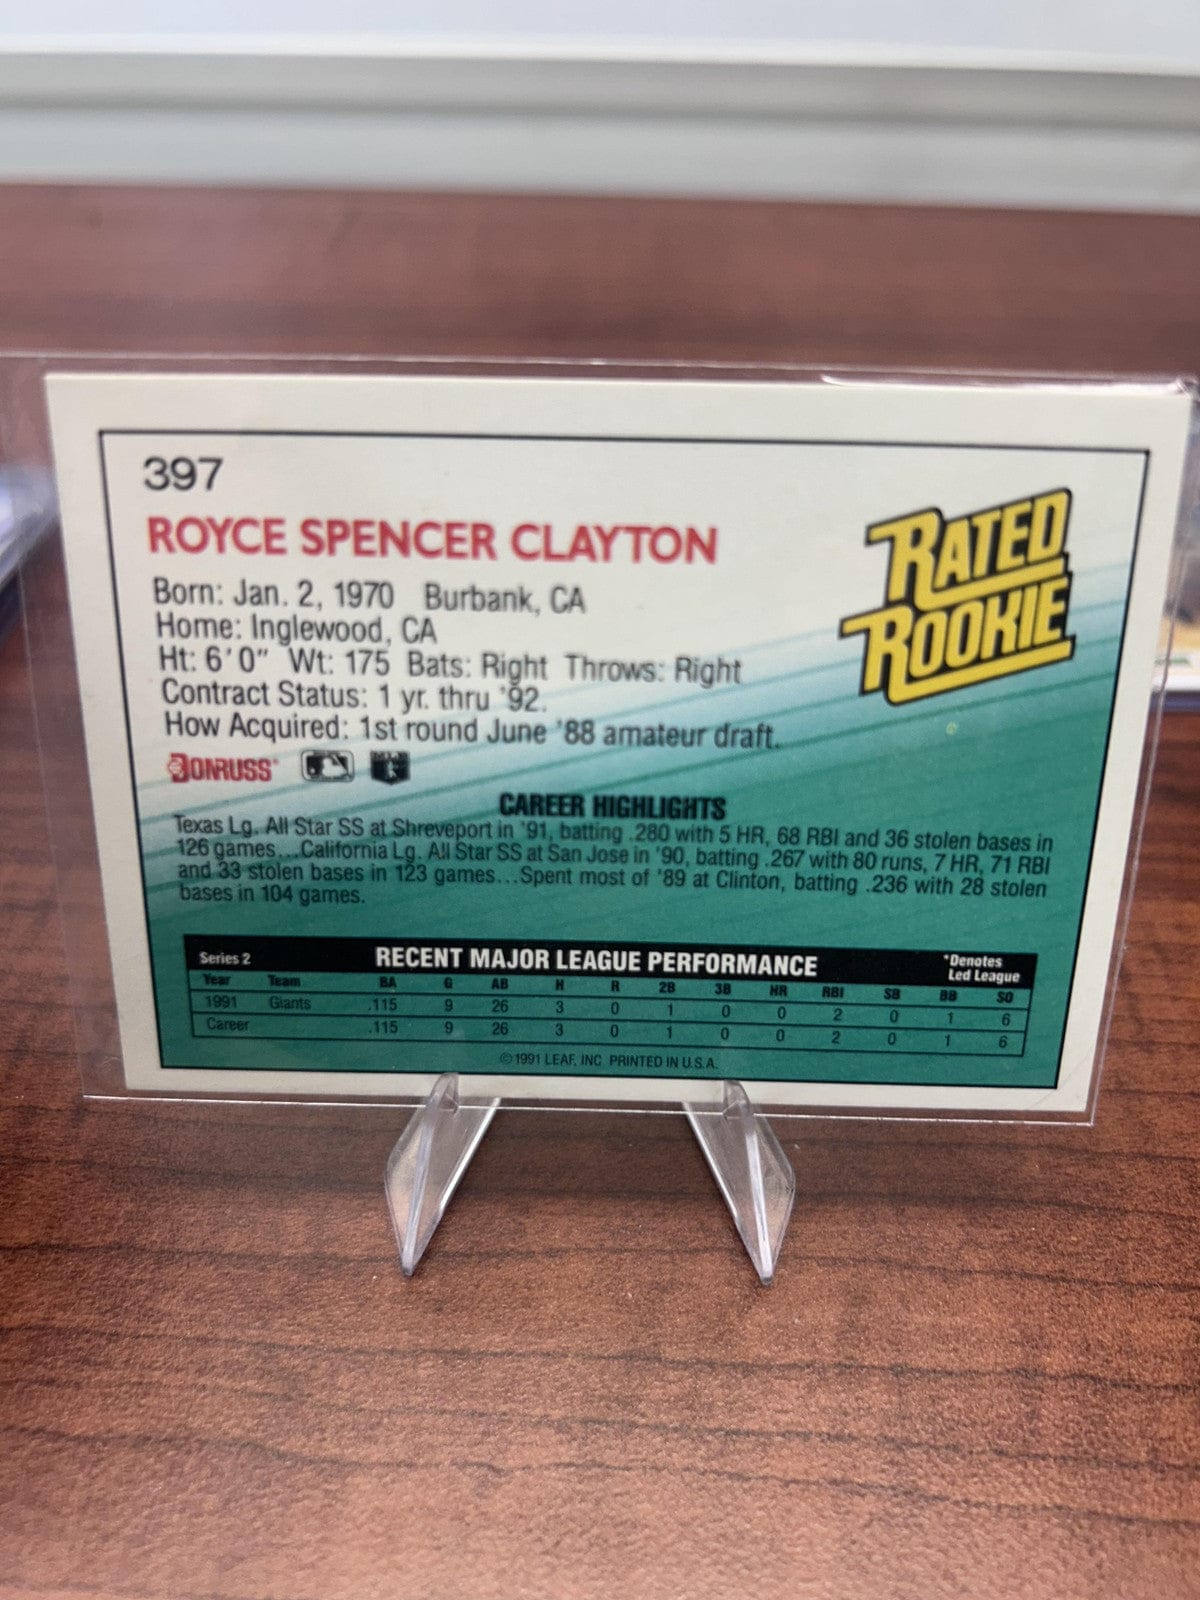 397
ROYCE SPENCER CLAYTON
RATED
ROOKIE
Born: Jan. 2, 1970 Burbank, CA
Home: Inglewood, CA
Ht: 6'0" Wt: 175 Bats: Right Throws: Right
Contract Status: 1 yr. thru '92.
How Acquired: 1st round June '88 amateur draft.
DONRUSS
CAREER HIGHLIGHTS
Texas Lg. All Star SS at Shreveport in '91, batting .280 with 5 HR, 68 RBI and 36 stolen bases in
126 games...California Lg. All Star SS at San Jose in '90, batting .267 with 80 runs, 7 HR, 71 RBI
and 33 stolen bases in 123 games...Spent most of '89 at Clinton, batting .236 with 28 stolen
bases in 104 games.
Series 2 RECENT MAJOR LEAGUE PERFORMANCE *Denotes
Led League
Year Team BA G AB H R 2B 3B HR RBI SB BB SO
1991 Giants .115 9 26 3 0 1 0 0 2 0 1 6
Career .115 9 26 3 0 1 0 0 2 0 1 6
©1991 LEAF, INC. PRINTED IN U.S.A.